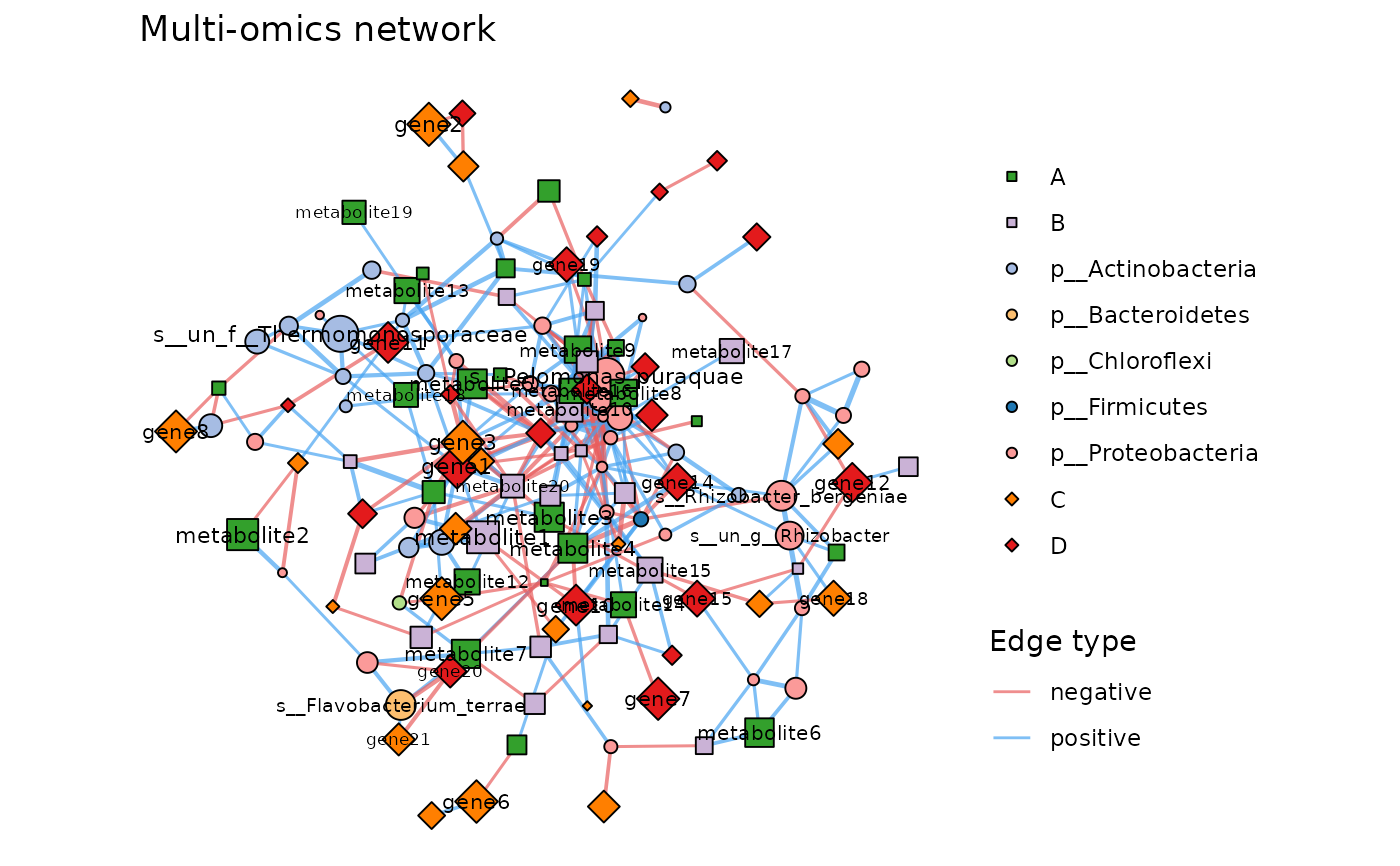 Multi-omics network
gene2
metabolite19
gene19
metabolite13
s__un_f__Thermomonosporaceae
gene11
metabolite9
metabolite17
s__Pelomonas_puraquae
metabolite8
metabolite10
gene8
gene3
gene1
metabolite20
gene14
gene12
s__Rhizobacter_bergeniae
metabolite3
metabolite2
metabolite1
s__un_g__Rhizobacter
metabolite4
metabolite15
metabolite12
gene5
metabolite14
gene15
gene18
metabolite7
gene20
gene7
s__Flavobacterium_terrae
metabolite6
gene21
gene6
A
B
p__Actinobacteria
p__Bacteroidetes
p__Chloroflexi
p__Firmicutes
p__Proteobacteria
C
D
Edge type
negative
positive